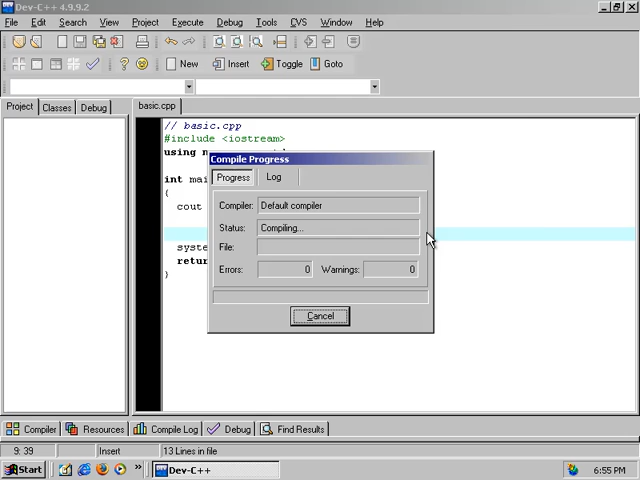 Dev-C++ 4.9.9.2
File Edit Search View Project Execute Debug Tools CVS Window Help
New Insert Toggle Goto
Project Classes Debug basic.cpp
// basic.cpp
#include <iostream>
using n
int mai
{
cout
syste
retur
}
Compile Progress
Progress Log
Compiler: Default compiler
Status: Compiling...
File:
Errors: 0 Warnings: 0
Cancel
Compiler Resources Compile Log Debug Find Results
9: 39 Insert 13 Lines in file
Start » Dev-C++ 6:55 PM